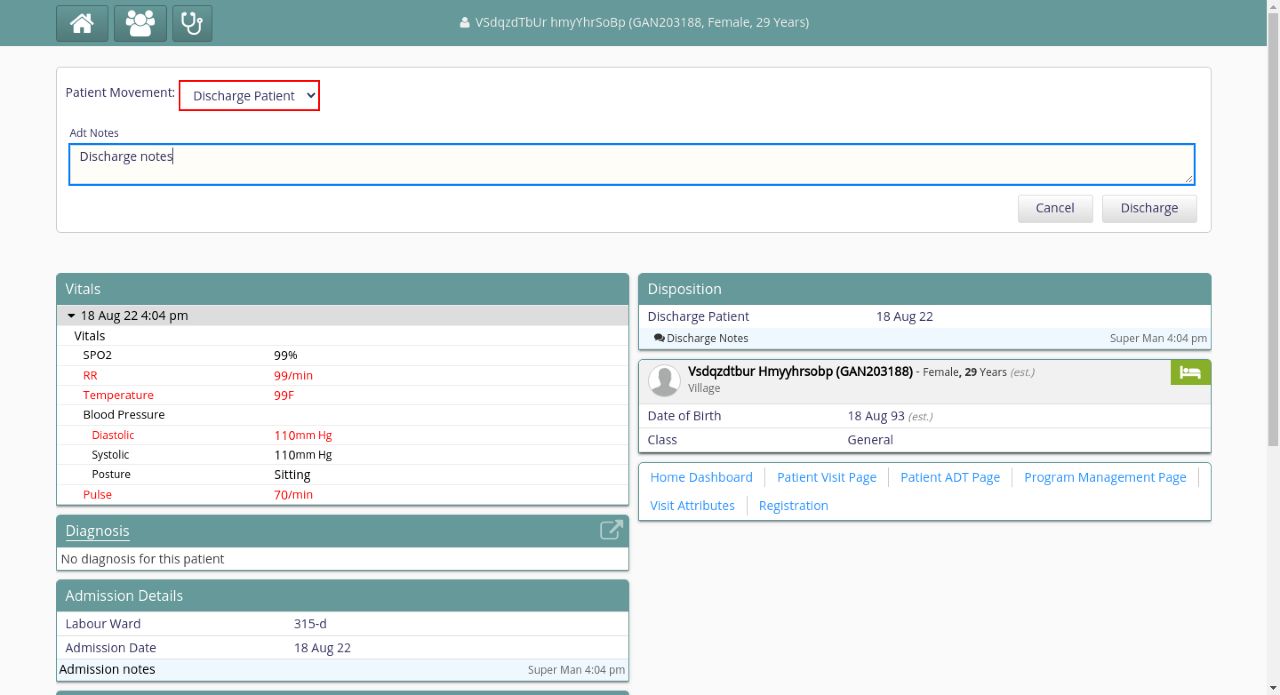 VSdqzdTbUr hmyYhrSoBp (GAN203188, Female, 29 Years)
Patient Movement: Discharge Patient
Adt Notes
Discharge notes
Cancel Discharge
Vitals
18 Aug 22 4:04 pm
Vitals
SPO2 99%
RR 99/min
Temperature 99F
Blood Pressure
Diastolic 110mm Hg
Systolic 110mm Hg
Posture Sitting
Pulse 70/min
Diagnosis
No diagnosis for this patient
Admission Details
Labour Ward 315-d
Admission Date 18 Aug 22
Admission notes Super Man 4:04 pm
Disposition
Discharge Patient 18 Aug 22
Discharge Notes Super Man 4:04 pm
Vsdqzdtbur Hmyyhrsobp (GAN203188) - Female, 29 Years (est.)
Village
Date of Birth 18 Aug 93 (est.)
Class General
Home Dashboard Patient Visit Page Patient ADT Page Program Management Page
Visit Attributes Registration